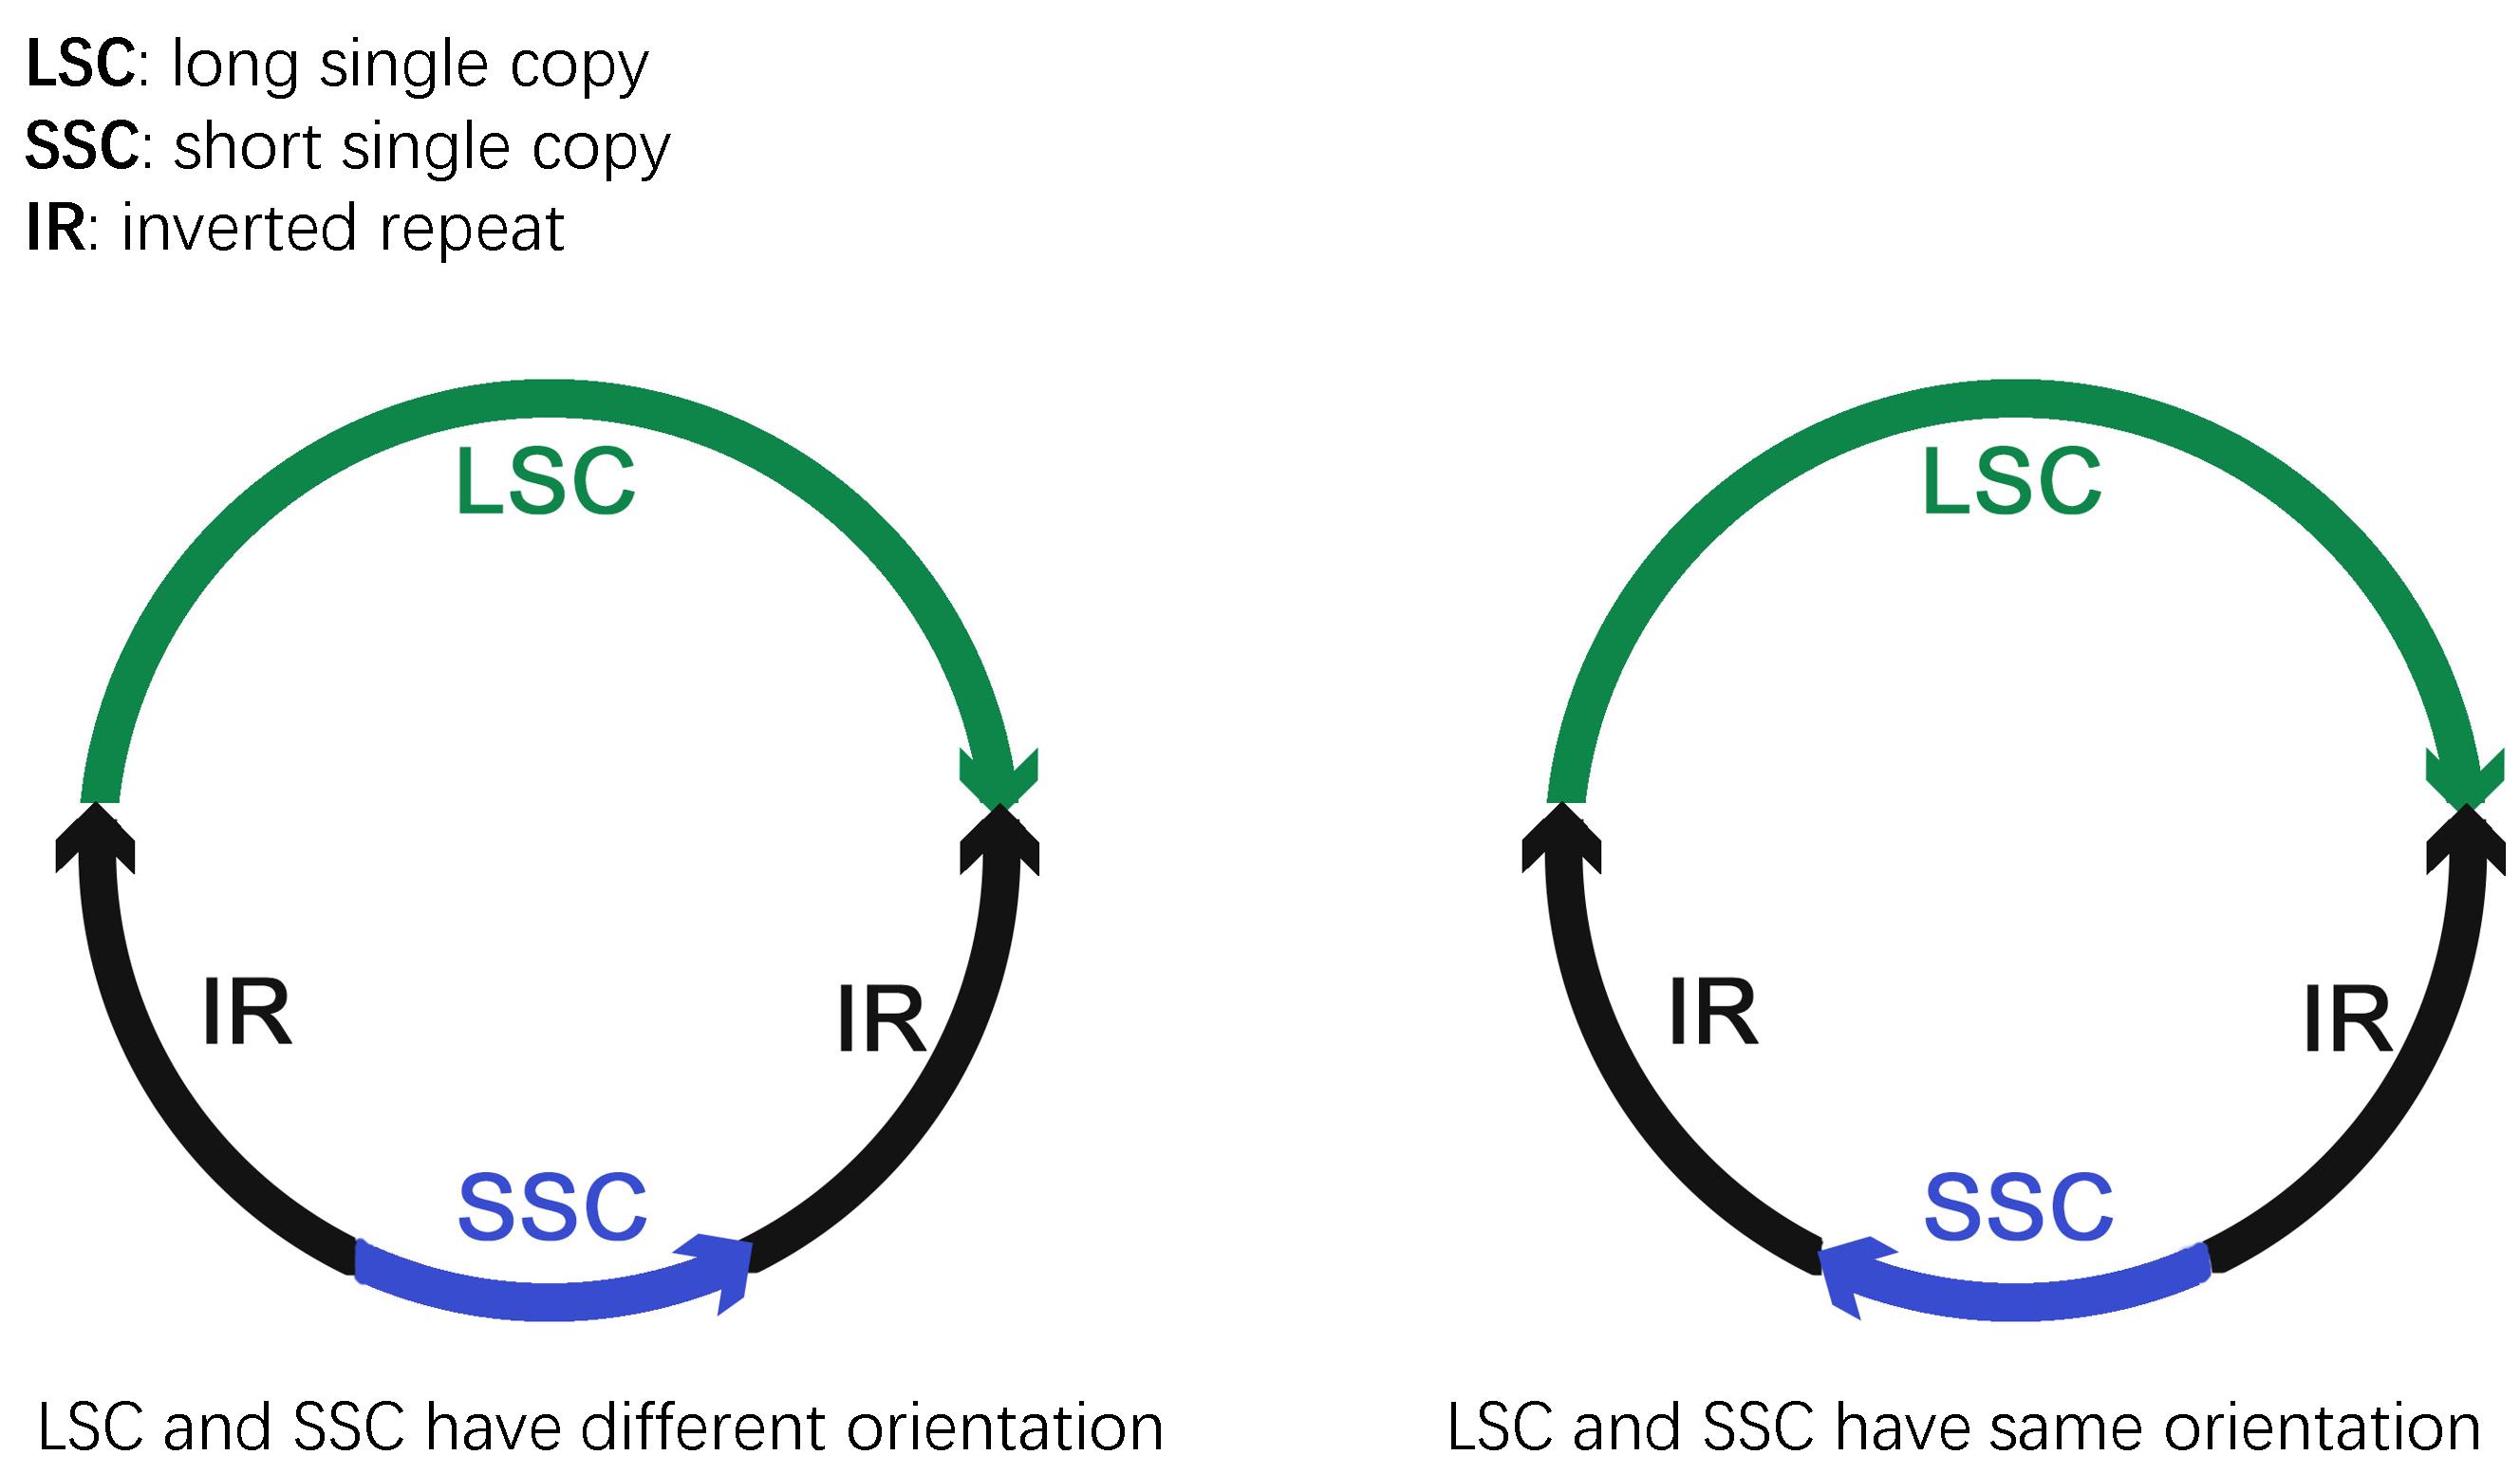 LSC: long single copy
SSC: short single copy
IR: inverted repeat
LSC
IR
IR
SSC
LSC and SSC have different orientation
LSC
IR
IR
SSC
LSC and SSC have same orientation